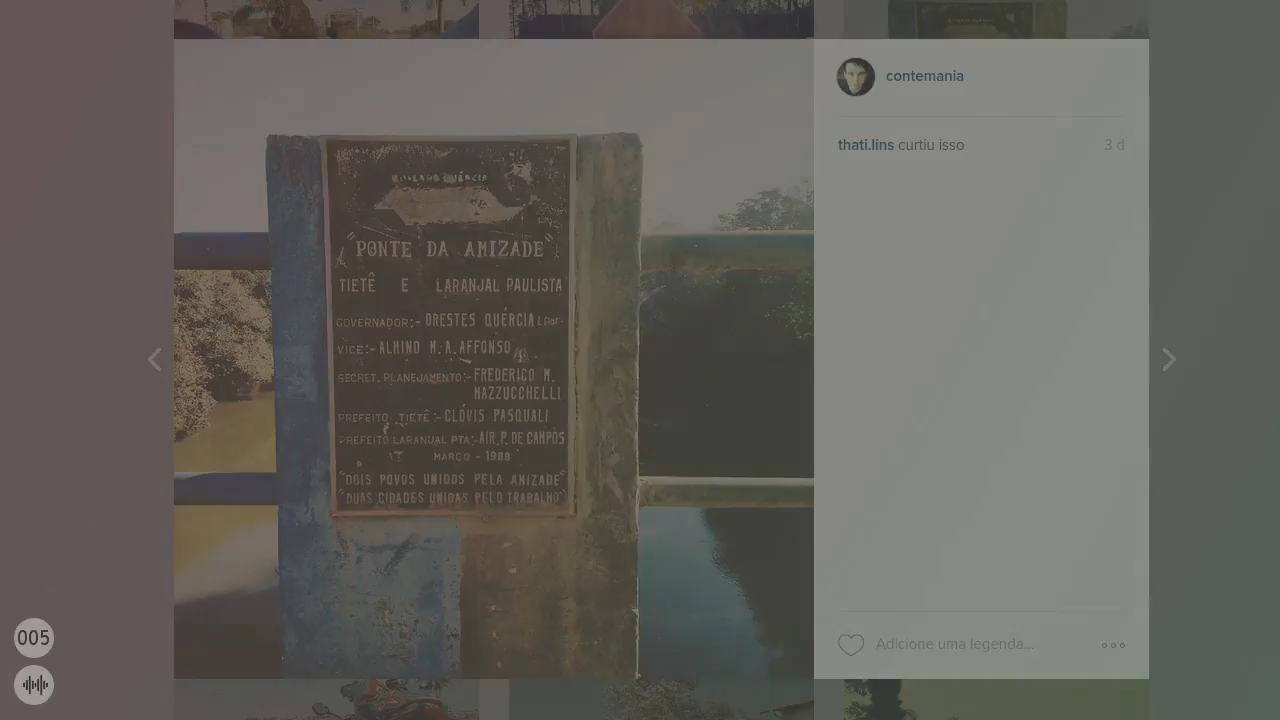 contemania
thati.lins curtiu isso 3 d
"PONTE DA AMIZADE"
TIETÊ E LARANJAL PAULISTA
GOVERNADOR:- ORESTES QUÉRCIA
VICE:- ALMINO M. A. AFFONSO
SECRET. PLANEJAMENTO:- FREDERICO M.
MAZZUCCHELLI
PREFEITO TIETÊ:- CLÓVIS PASQUALI
PREFEITO LARANJAL PTA:- AIR. P. DE CAMPOS
MARÇO - 1988
"DOIS POVOS UNIDOS PELA AMIZADE"
"DUAS CIDADES UNIDAS PELO TRABALHO"
Adicione uma legenda...
005